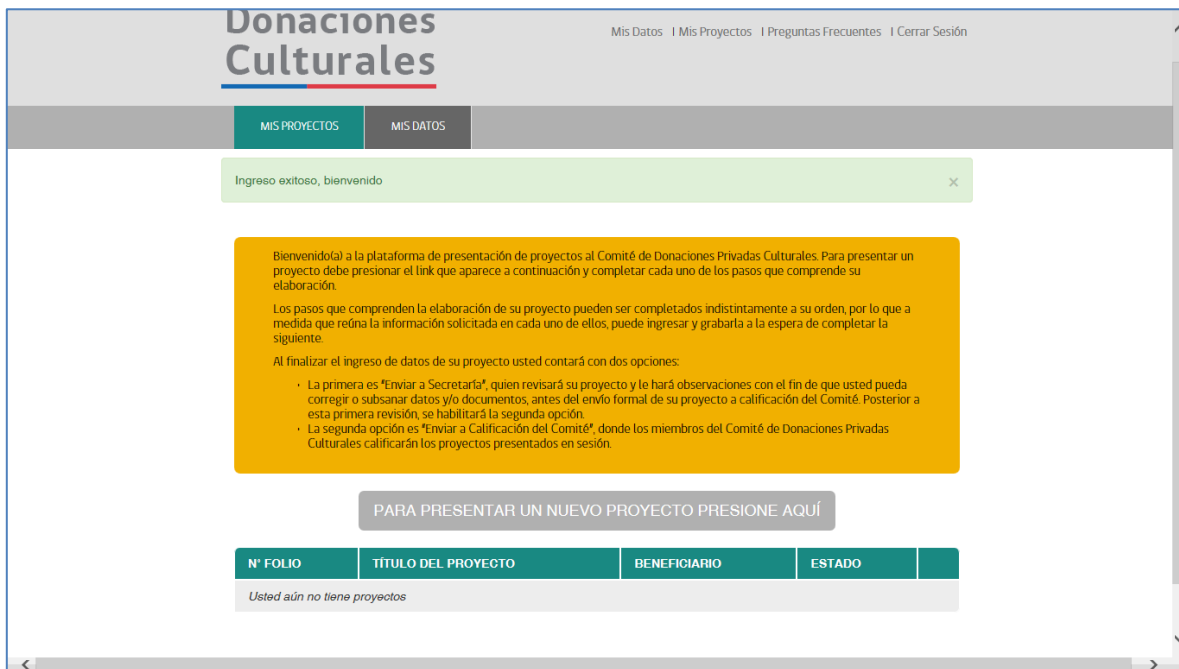 Donaciones
Culturales
Mis Datos I Mis Proyectos I Preguntas Frecuentes I Cerrar Sesión
MIS PROYECTOS MIS DATOS
Ingreso exitoso, bienvenido ×
Bienvenido(a) a la plataforma de presentación de proyectos al Comité de Donaciones Privadas Culturales. Para presentar un
proyecto debe presionar el link que aparece a continuación y completar cada uno de los pasos que comprende su
elaboración.
Los pasos que comprenden la elaboración de su proyecto pueden ser completados indistintamente a su orden, por lo que a
medida que reúna la información solicitada en cada uno de ellos, puede ingresar y grabarla a la espera de completar la
siguiente.
Al finalizar el ingreso de datos de su proyecto usted contará con dos opciones:
· La primera es "Enviar a Secretaría", quien revisará su proyecto y le hará observaciones con el fin de que usted pueda
corregir o subsanar datos y/o documentos, antes del envío formal de su proyecto a calificación del Comité. Posterior a
esta primera revisión, se habilitará la segunda opción.
· La segunda opción es "Enviar a Calificación del Comité", donde los miembros del Comité de Donaciones Privadas
Culturales calificarán los proyectos presentados en sesión.
PARA PRESENTAR UN NUEVO PROYECTO PRESIONE AQUÍ
N° FOLIO TÍTULO DEL PROYECTO BENEFICIARIO ESTADO
Usted aún no tiene proyectos